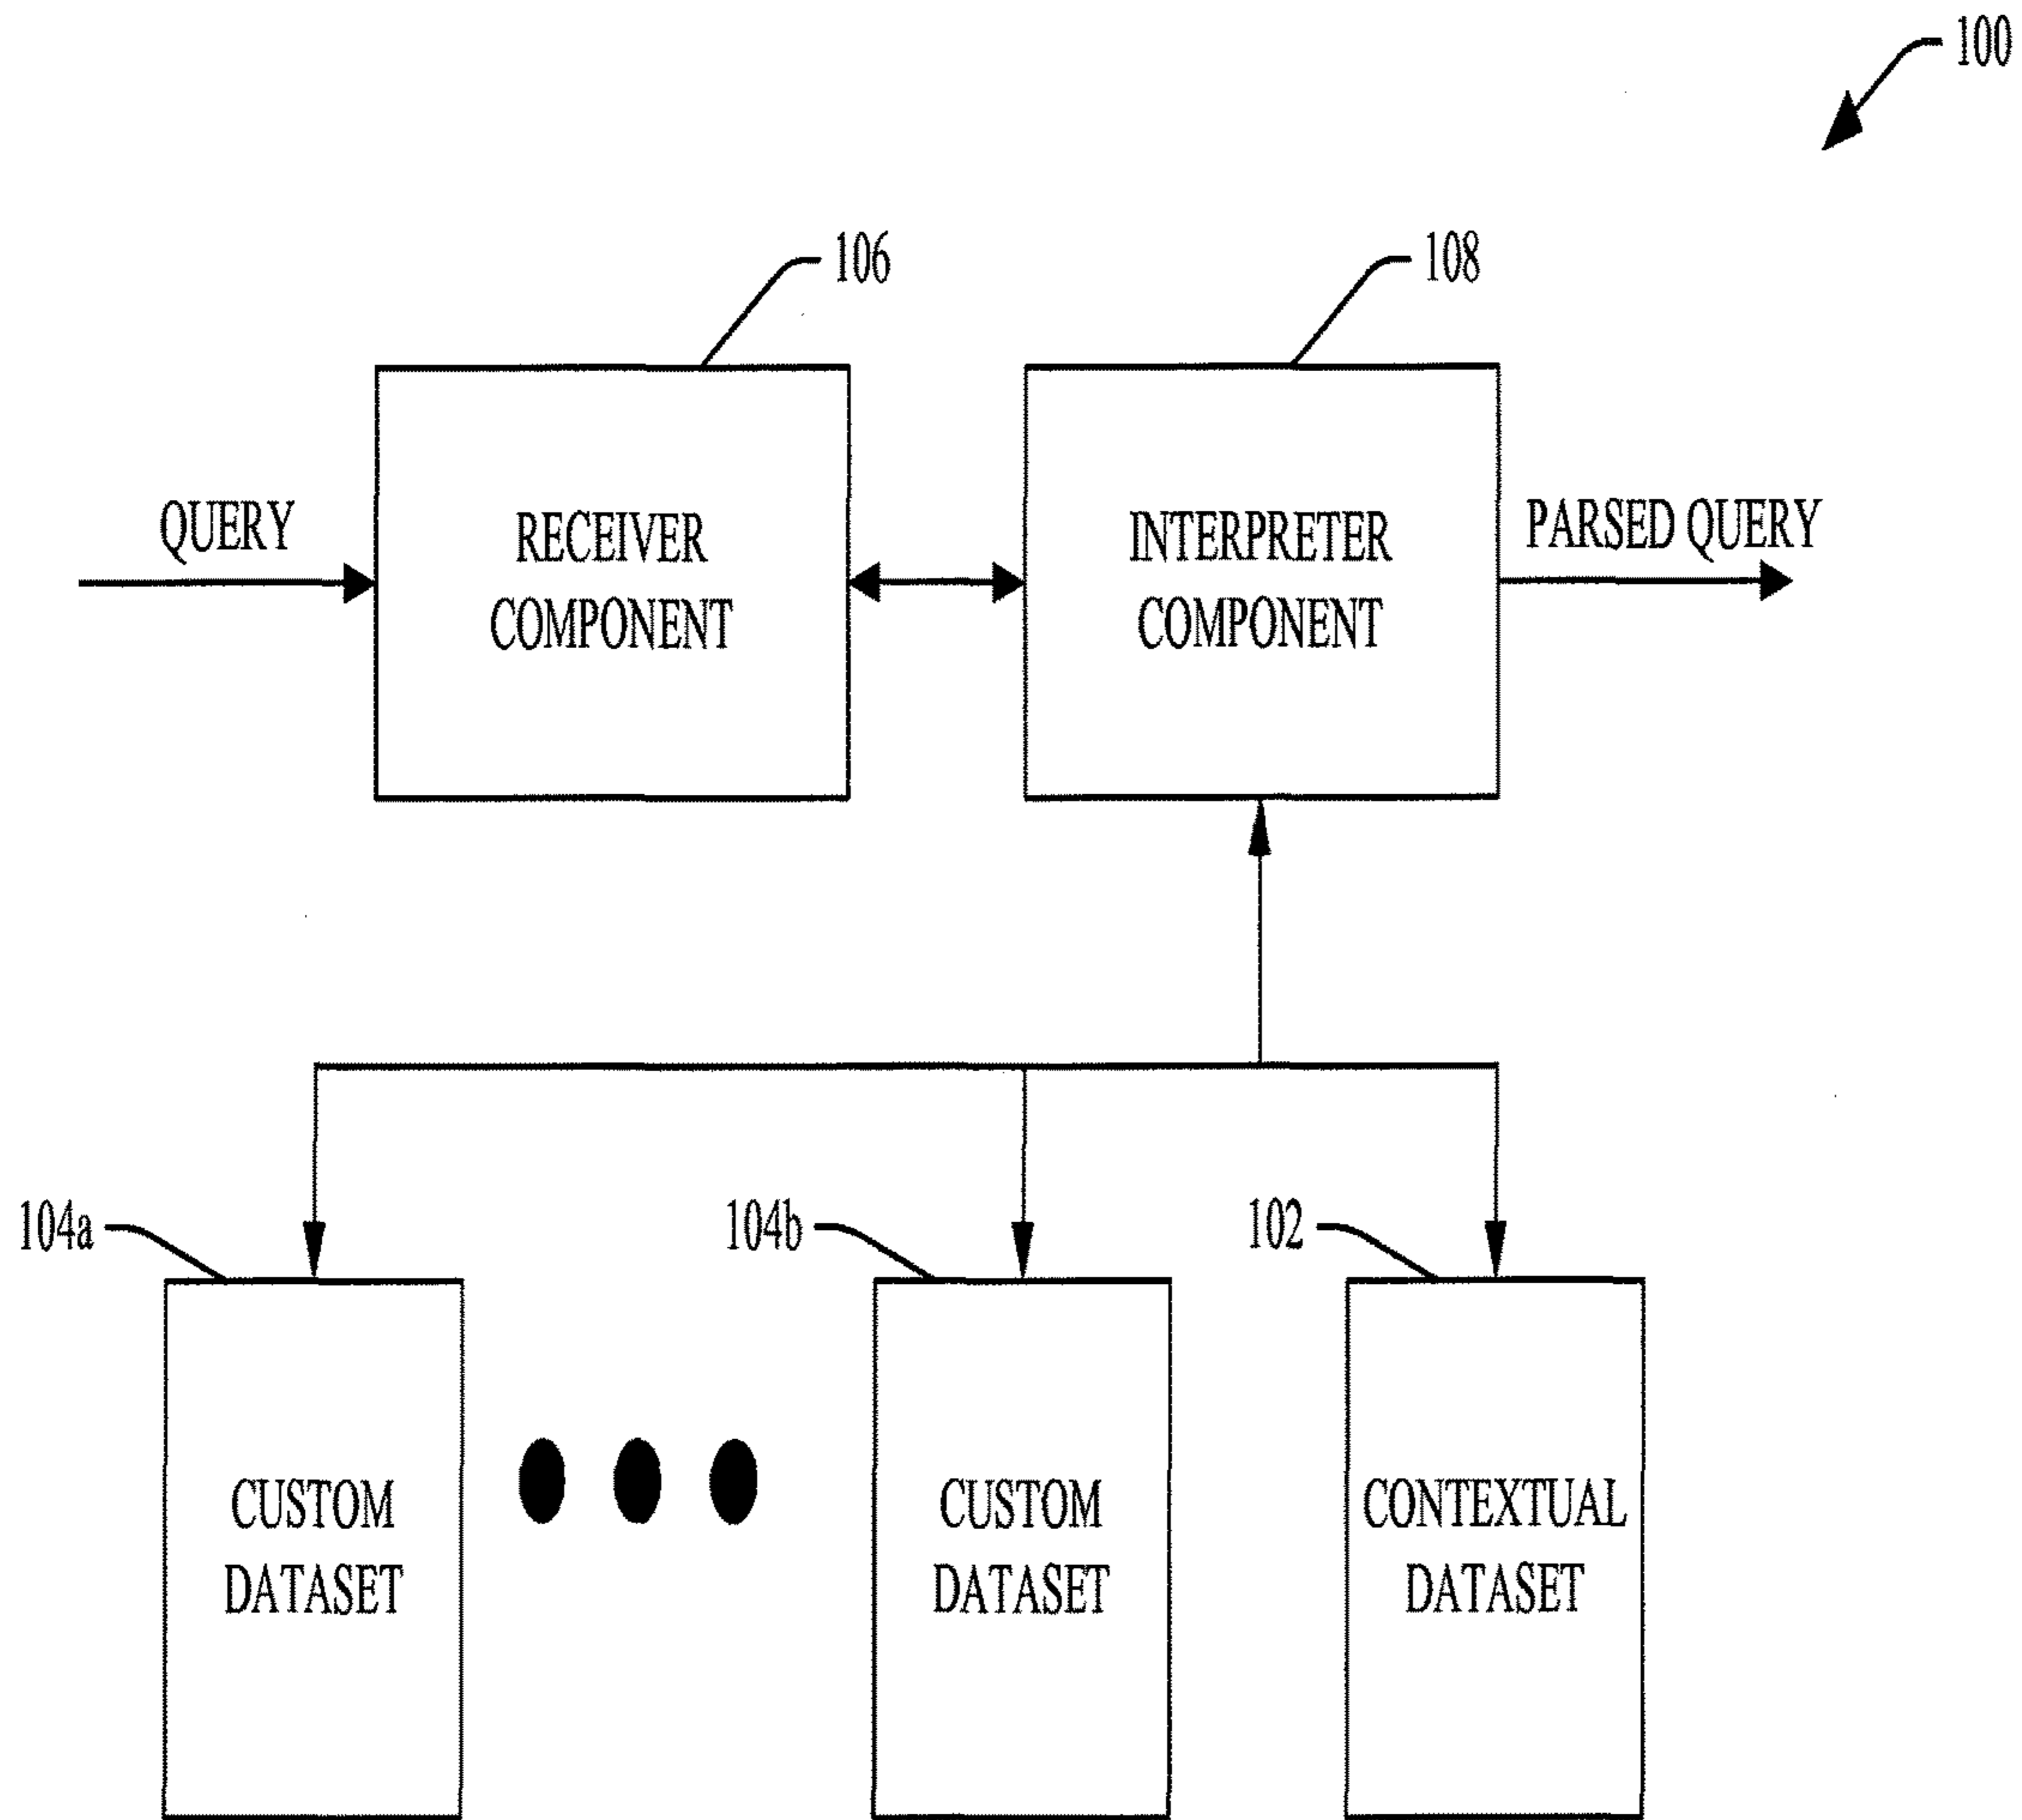 100
106
108
QUERY
RECEIVER
COMPONENT
INTERPRETER
COMPONENT
PARSED QUERY
104a
104b
102
CUSTOM
DATASET
CUSTOM
DATASET
CONTEXTUAL
DATASET